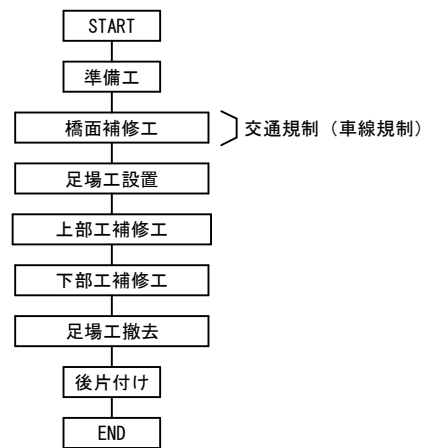 START
準備工
橋面補修工
交通規制（車線規制）
足場工設置
上部工補修工
下部工補修工
足場工撤去
後片付け
END